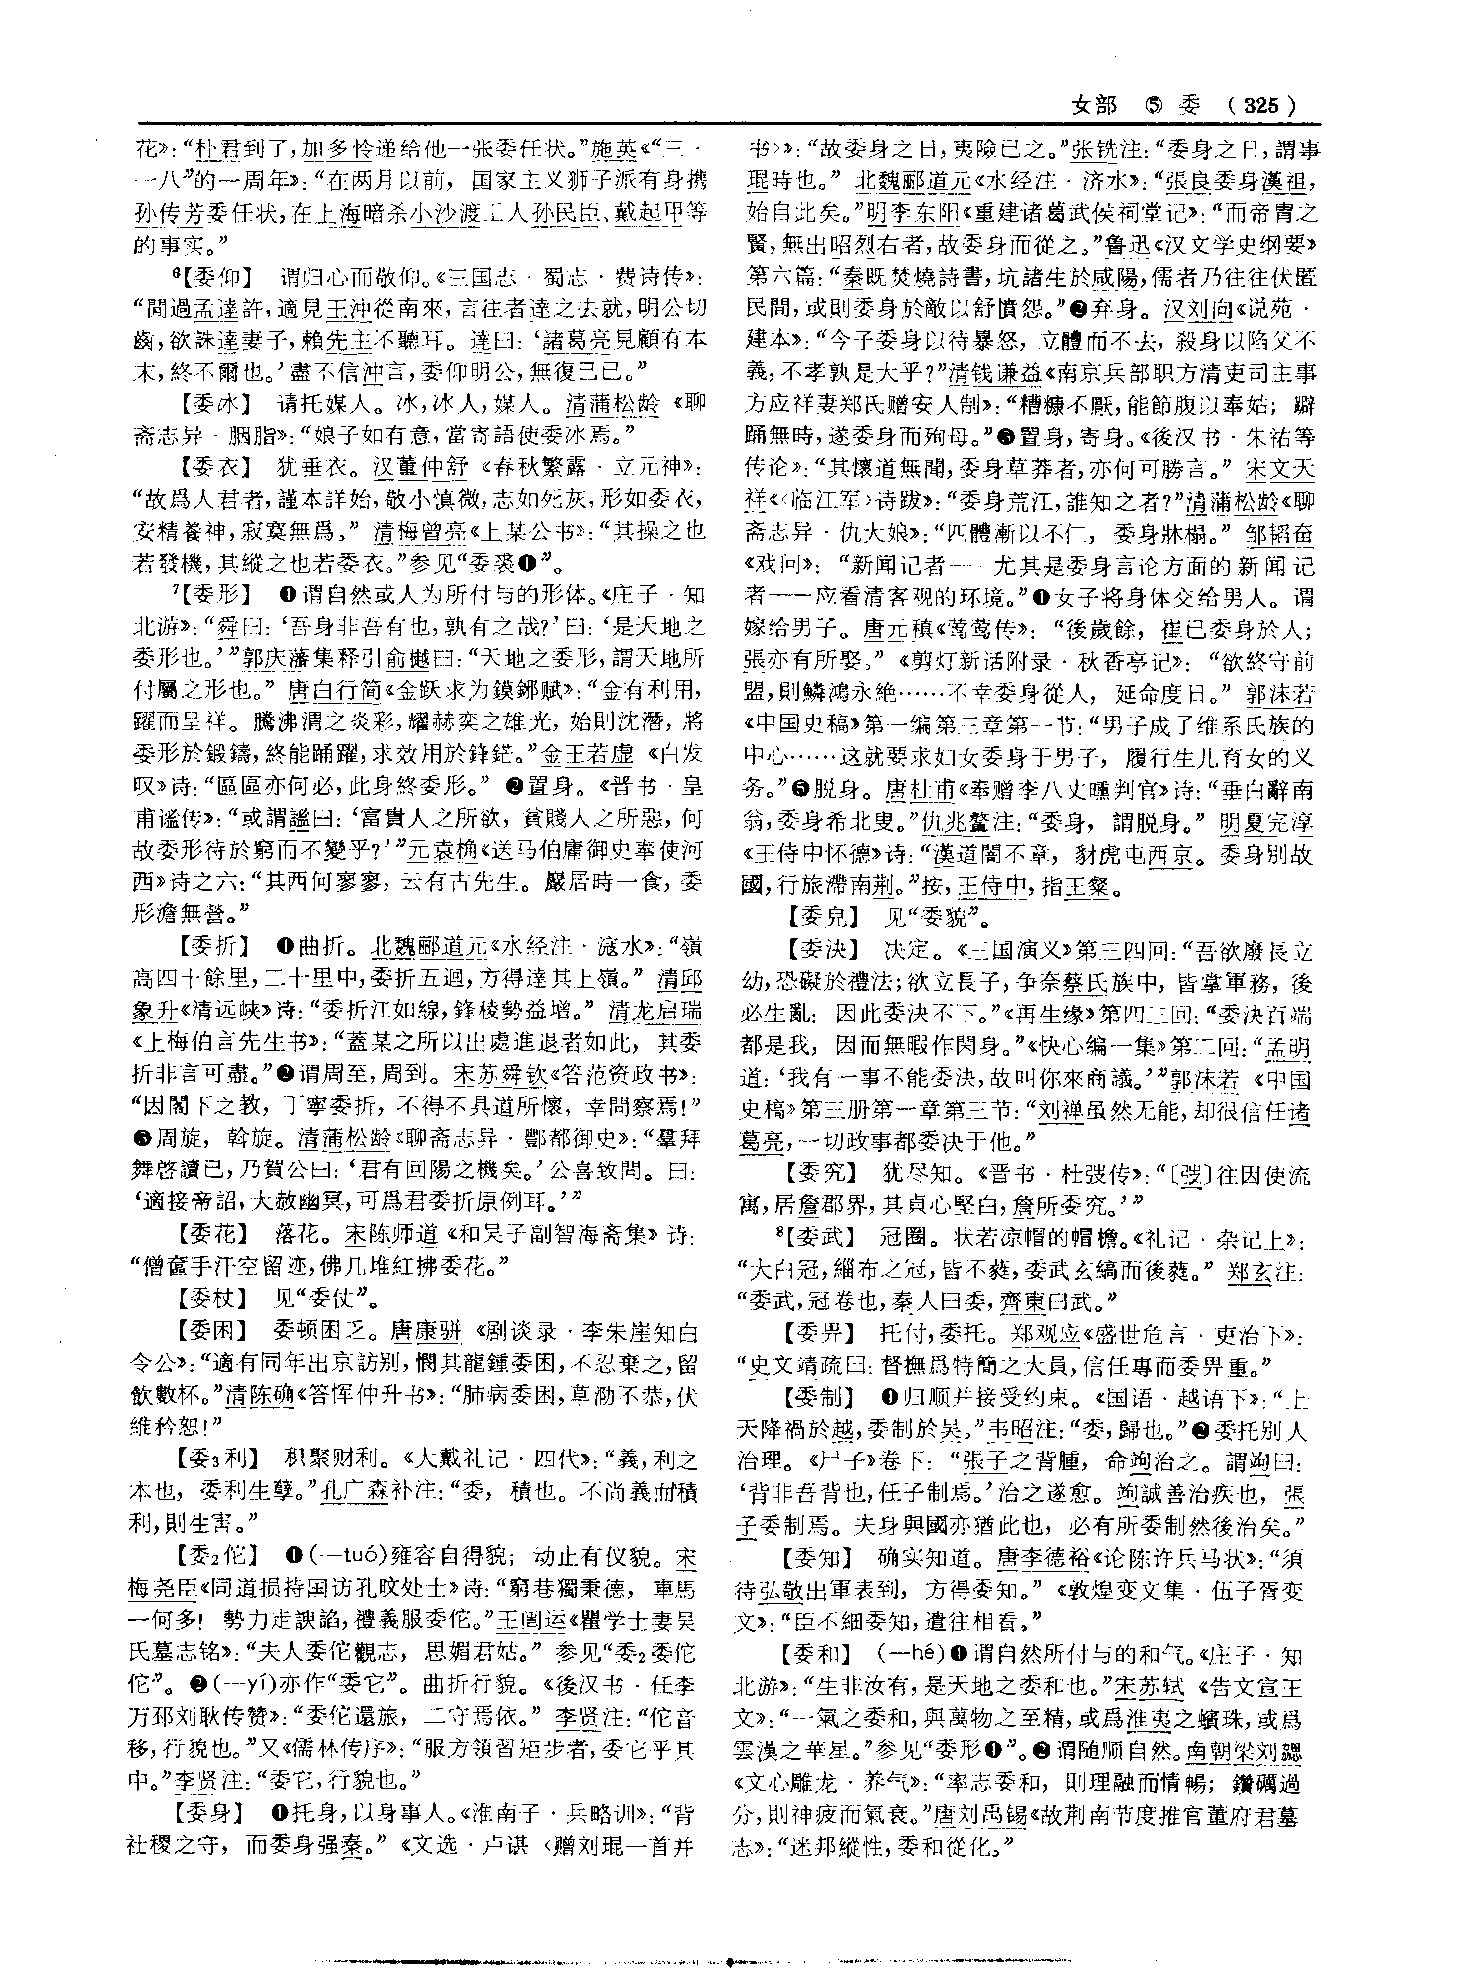 女部 ⑤ 委 (325)
花》：“朴君到了，加多怜递给他一张委任状。”施英《“三·
一八”的一周年》：“在两月以前，国家主义狮子派有身携
孙传芳委任状，在上海暗杀小沙渡工人孙民臣、戴起甲等
的事实。”
⁶【委仰】 谓归心而敬仰。《三国志·蜀志·费诗传》：
“間過孟達許，適見王沖從南來，言往者達之去就，明公切
齒，欲誅達妻子，賴先主不聽耳。達曰：‘諸葛亮見顧有本
末，終不爾也。’盡不信沖言，委仰明公，無復已已。”
【委冰】 请托媒人。冰，冰人，媒人。清蒲松龄《聊
斋志异·胭脂》：“娘子如有意，當寄語使委冰焉。”
【委衣】 犹垂衣。汉董仲舒《春秋繁露·立元神》：
“故爲人君者，謹本詳始，敬小慎微，志如死灰，形如委衣，
安精養神，寂寞無爲。”清梅曾亮《上某公书》：“其操之也
若發機，其縱之也若委衣。”参见“委裘❶”。
⁷【委形】 ❶谓自然或人为所付与的形体。《庄子·知
北游》：“舜曰：‘吾身非吾有也，孰有之哉？’曰：‘是天地之
委形也。’”郭庆藩集释引俞樾曰：“天地之委形，謂天地所
付屬之形也。”唐白行简《金跃求为镆铘赋》：“金有利用，
躍而呈祥。騰沸渭之炎彩，耀赫奕之雄光，始則沈潛，將
委形於鍛鑄，終能踊躍，求效用於鋒鋩。”金王若虚《白发
叹》诗：“區區亦何必，此身終委形。”❷置身。《晋书·皇
甫谧传》：“或謂謐曰：‘富貴人之所欲，貧賤人之所惡，何
故委形待於窮而不變乎？’”元袁桷《送马伯庸御史奉使河
西》诗之六：“其西何寥寥，云有古先生。巖居時一食，委
形澹無營。”
【委折】 ❶曲折。北魏郦道元《水经注·滱水》：“嶺
高四十餘里，二十里中，委折五迴，方得達其上嶺。”清邱
象升《清远峡》诗：“委折江如線，鋒稜勢益增。”清龙启瑞
《上梅伯言先生书》：“蓋某之所以出處進退者如此，其委
折非言可盡。”❷谓周至，周到。宋苏舜钦《答范资政书》：
“因閣下之教，丁寧委折，不得不具道所懷，幸問察焉！”
❸周旋，斡旋。清蒲松龄《聊斋志异·酆都御史》：“羣拜
舞啓讀已，乃賀公曰：‘君有回陽之機矣。’公喜致問。曰：
‘適接帝詔，大赦幽冥，可爲君委折原例耳。’”
【委花】 落花。宋陈师道《和吴子副智海斋集》诗：
“僧童手汗空留迹，佛几堆紅拂委花。”
【委杖】 见“委仗”。
【委困】 委顿困乏。唐康骈《剧谈录·李朱崖知白
令公》：“適有同年出京訪别，憫其龍鍾委困，不忍棄之，留
飲數杯。”清陈确《答恽仲升书》：“肺病委困，草泐不恭，伏
維矜恕！”
【委₃利】 积聚财利。《大戴礼记·四代》：“義，利之
本也，委利生孽。”孔广森补注：“委，積也。不尚義而積
利，則生害。”
【委₂佗】 ❶（—tuó）雍容自得貌；动止有仪貌。宋
梅尧臣《同道损持国访孔旼处士》诗：“窮巷獨秉德，車馬
一何多！勢力走諛諂，禮義服委佗。”王闿运《瞿学士妻吴
氏墓志铭》：“夫人委佗觀志，思媚君姑。”参见“委₂委佗
佗”。❷（—yí）亦作“委它”。曲折行貌。《後汉书·任李
万邳刘耿传赞》：“委佗還旅，二守焉依。”李贤注：“佗音
移，行貌也。”又《儒林传序》：“服方領習矩步者，委它乎其
中。”李贤注：“委它，行貌也。”
【委身】 ❶托身，以身事人。《淮南子·兵略训》：“背
社稷之守，而委身强秦。”《文选·卢谌〈赠刘琨一首并
书〉》：“故委身之日，夷險已之。”张铣注：“委身之日，謂事
琨時也。”北魏郦道元《水经注·济水》：“張良委身漢祖，
始自此矣。”明李东阳《重建诸葛武侯祠堂记》：“而帝胄之
賢，無出昭烈右者，故委身而從之。”鲁迅《汉文学史纲要》
第六篇：“秦既焚燒詩書，坑諸生於咸陽，儒者乃往往伏匿
民間，或則委身於敵以舒憤怨。”❷弃身。汉刘向《说苑·
建本》：“今子委身以待暴怒，立體而不去，殺身以陷父不
義，不孝孰是大乎？”清钱谦益《南京兵部职方清吏司主事
方应祥妻郑氏赠安人制》：“糟糠不厭，能節腹以奉姑；擗
踊無時，遂委身而殉母。”❸置身，寄身。《後汉书·朱祐等
传论》：“其懷道無聞，委身草莽者，亦何可勝言。”宋文天
祥《〈临江军〉诗跋》：“委身荒江，誰知之者？”清蒲松龄《聊
斋志异·仇大娘》：“四體漸以不仁，委身牀榻。”邹韬奋
《戏问》：“新闻记者——尤其是委身言论方面的新闻记
者——应看清客观的环境。”❹女子将身体交给男人。谓
嫁给男子。唐元稹《莺莺传》：“後歲餘，崔已委身於人；
張亦有所娶。”《剪灯新话附录·秋香亭记》：“欲終守前
盟，則鱗鴻永絶……不幸委身從人，延命度日。”郭沫若
《中国史稿》第一编第三章第一节：“男子成了维系氏族的
中心……这就要求妇女委身于男子，履行生儿育女的义
务。”❺脱身。唐杜甫《奉赠李八丈曛判官》诗：“垂白辭南
翁，委身希北叟。”仇兆鳌注：“委身，謂脱身。”明夏完淳
《王侍中怀德》诗：“漢道闇不章，豺虎屯西京。委身别故
國，行旅滯南荆。”按，王侍中，指王粲。
【委皃】 见“委貌”。
【委決】 决定。《三国演义》第三四回：“吾欲廢長立
幼，恐礙於禮法；欲立長子，争奈蔡氏族中，皆掌軍務，後
必生亂：因此委決不下。”《再生缘》第四二回：“委決百端
都是我，因而無暇作閑身。”《快心编一集》第二回：“孟明
道：‘我有一事不能委決，故叫你來商議。’”郭沫若《中国
史稿》第三册第一章第三节：“刘禅虽然无能，却很信任诸
葛亮，一切政事都委决于他。”
【委究】 犹尽知。《晋书·杜弢传》：“〔弢〕往因使流
寓，居詹郡界，其貞心堅白，詹所委究。’”
⁸【委武】 冠圈。状若凉帽的帽檐。《礼记·杂记上》：
“大白冠，緇布之冠，皆不蕤，委武玄縞而後蕤。”郑玄注：
“委武，冠卷也，秦人曰委，齊東曰武。”
【委畀】 托付，委托。郑观应《盛世危言·吏治下》：
“史文靖疏曰：督撫爲特簡之大員，信任專而委畀重。”
【委制】 ❶归顺并接受约束。《国语·越语下》：“上
天降禍於越，委制於吴。”韦昭注：“委，歸也。”❷委托别人
治理。《尸子》卷下：“張子之背腫，命竘治之。謂竘曰：
‘背非吾背也，任子制焉。’治之遂愈。竘誠善治疾也，張
子委制焉。夫身與國亦猶此也，必有所委制然後治矣。”
【委知】 确实知道。唐李德裕《论陈许兵马状》：“須
待弘敬出軍表到，方得委知。”《敦煌变文集·伍子胥变
文》：“臣不細委知，遣往相看。”
【委和】 （—hé）❶谓自然所付与的和气。《庄子·知
北游》：“生非汝有，是天地之委和也。”宋苏轼《告文宣王
文》：“一氣之委和，與萬物之至精，或爲淮夷之蠙珠，或爲
雲漢之華星。”参见“委形❶”。❷谓随顺自然。南朝梁刘勰
《文心雕龙·养气》：“率志委和，則理融而情暢；鑽礪過
分，則神疲而氣衰。”唐刘禹锡《故荆南节度推官董府君墓
志》：“迷邦縱性，委和從化。”